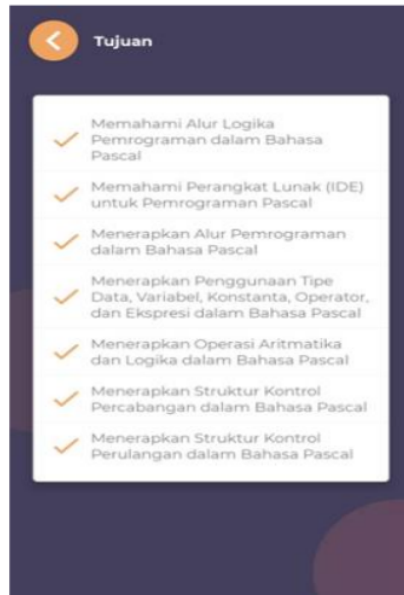 Tujuan
Memahami Alur Logika
Pemrograman dalam Bahasa
Pascal
Memahami Perangkat Lunak (IDE)
untuk Pemrograman Pascal
Menerapkan Alur Pemrograman
dalam Bahasa Pascal
Menerapkan Penggunaan Tipe
Data, Variabel, Konstanta, Operator,
dan Ekspresi dalam Bahasa Pascal
Menerapkan Operasi Aritmatika
dan Logika dalam Bahasa Pascal
Menerapkan Struktur Kontrol
Percabangan dalam Bahasa Pascal
Menerapkan Struktur Kontrol
Perulangan dalam Bahasa Pascal